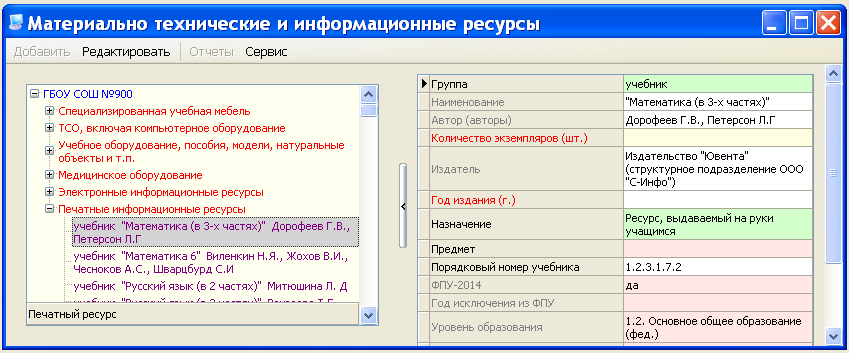 Материально технические и информационные ресурсы
Добавить Редактировать Отчеты Сервис
ГБОУ СОШ №900
Специализированная учебная мебель
ТСО, включая компьютерное оборудование
Учебное оборудование, пособия, модели, натуральные
объекты и т.п.
Медицинское оборудование
Электронные информационные ресурсы
Печатные информационные ресурсы
учебник "Математика (в 3-х частях)" Дорофеев Г.В.,
Петерсон Л.Г
учебник "Математика 6" Виленкин Н.Я., Жохов В.И.,
Чесноков А.С., Шварцбурд С.И
учебник "Русский язык (в 2 частях)" Митюшина Л. Д
Печатный ресурс
Группа учебник
Наименование "Математика (в 3-х частях)"
Автор (авторы) Дорофеев Г.В., Петерсон Л.Г
Количество экземпляров (шт.)
Издатель Издательство "Ювента"
(структурное подразделение ООО
"С-Инфо")
Год издания (г.)
Назначение Ресурс, выдаваемый на руки
учащимся
Предмет
Порядковый номер учебника 1.2.3.1.7.2
ФПУ-2014 да
Год исключения из ФПУ
Уровень образования 1.2. Основное общее образование
(фед.)